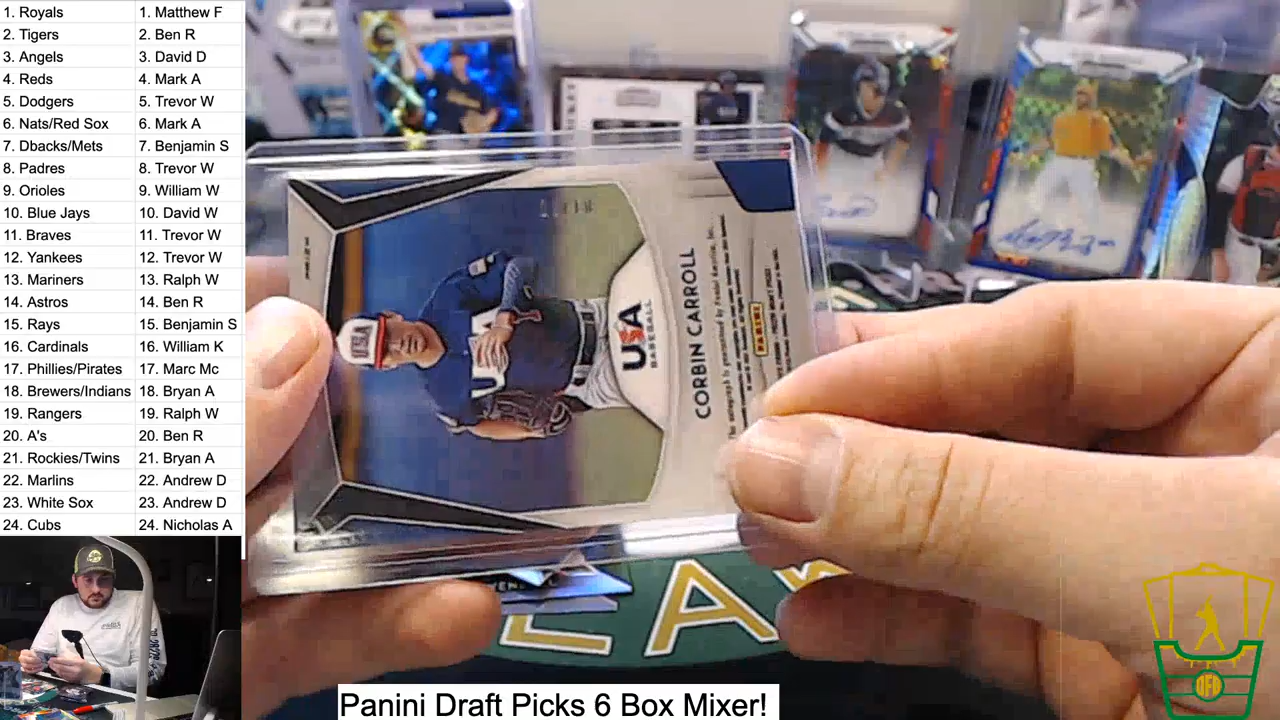 1. Royals 1. Matthew F
2. Tigers 2. Ben R
3. Angels 3. David D
4. Reds 4. Mark A
5. Dodgers 5. Trevor W
6. Nats/Red Sox 6. Mark A
7. Dbacks/Mets 7. Benjamin S
8. Padres 8. Trevor W
9. Orioles 9. William W
10. Blue Jays 10. David W
11. Braves 11. Trevor W
12. Yankees 12. Trevor W
13. Mariners 13. Ralph W
14. Astros 14. Ben R
15. Rays 15. Benjamin S
16. Cardinals 16. William K
17. Phillies/Pirates 17. Marc Mc
18. Brewers/Indians 18. Bryan A
19. Rangers 19. Ralph W
20. A's 20. Ben R
21. Rockies/Twins 21. Bryan A
22. Marlins 22. Andrew D
23. White Sox 23. Andrew D
24. Cubs 24. Nicholas A
USA
USA
BASEBALL
CORBIN CARROLL
PANINI
Panini Draft Picks 6 Box Mixer!